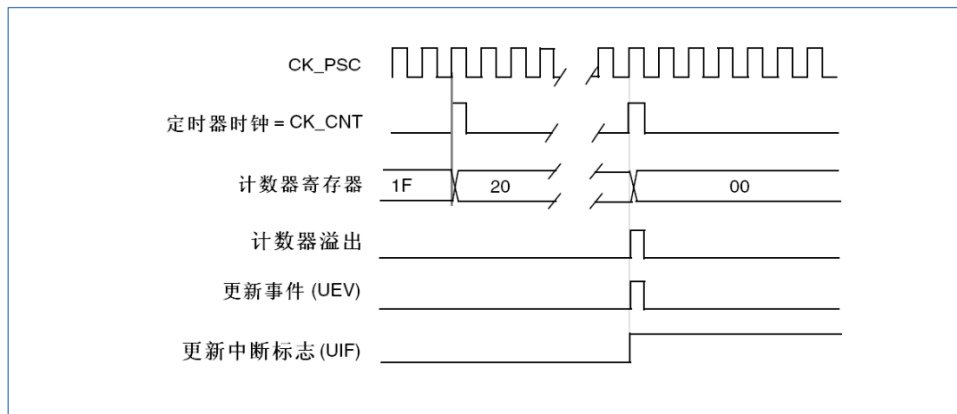 CK_PSC
定时器时钟 = CK_CNT
计数器寄存器 1F 20 00
计数器溢出
更新事件 (UEV)
更新中断标志 (UIF)